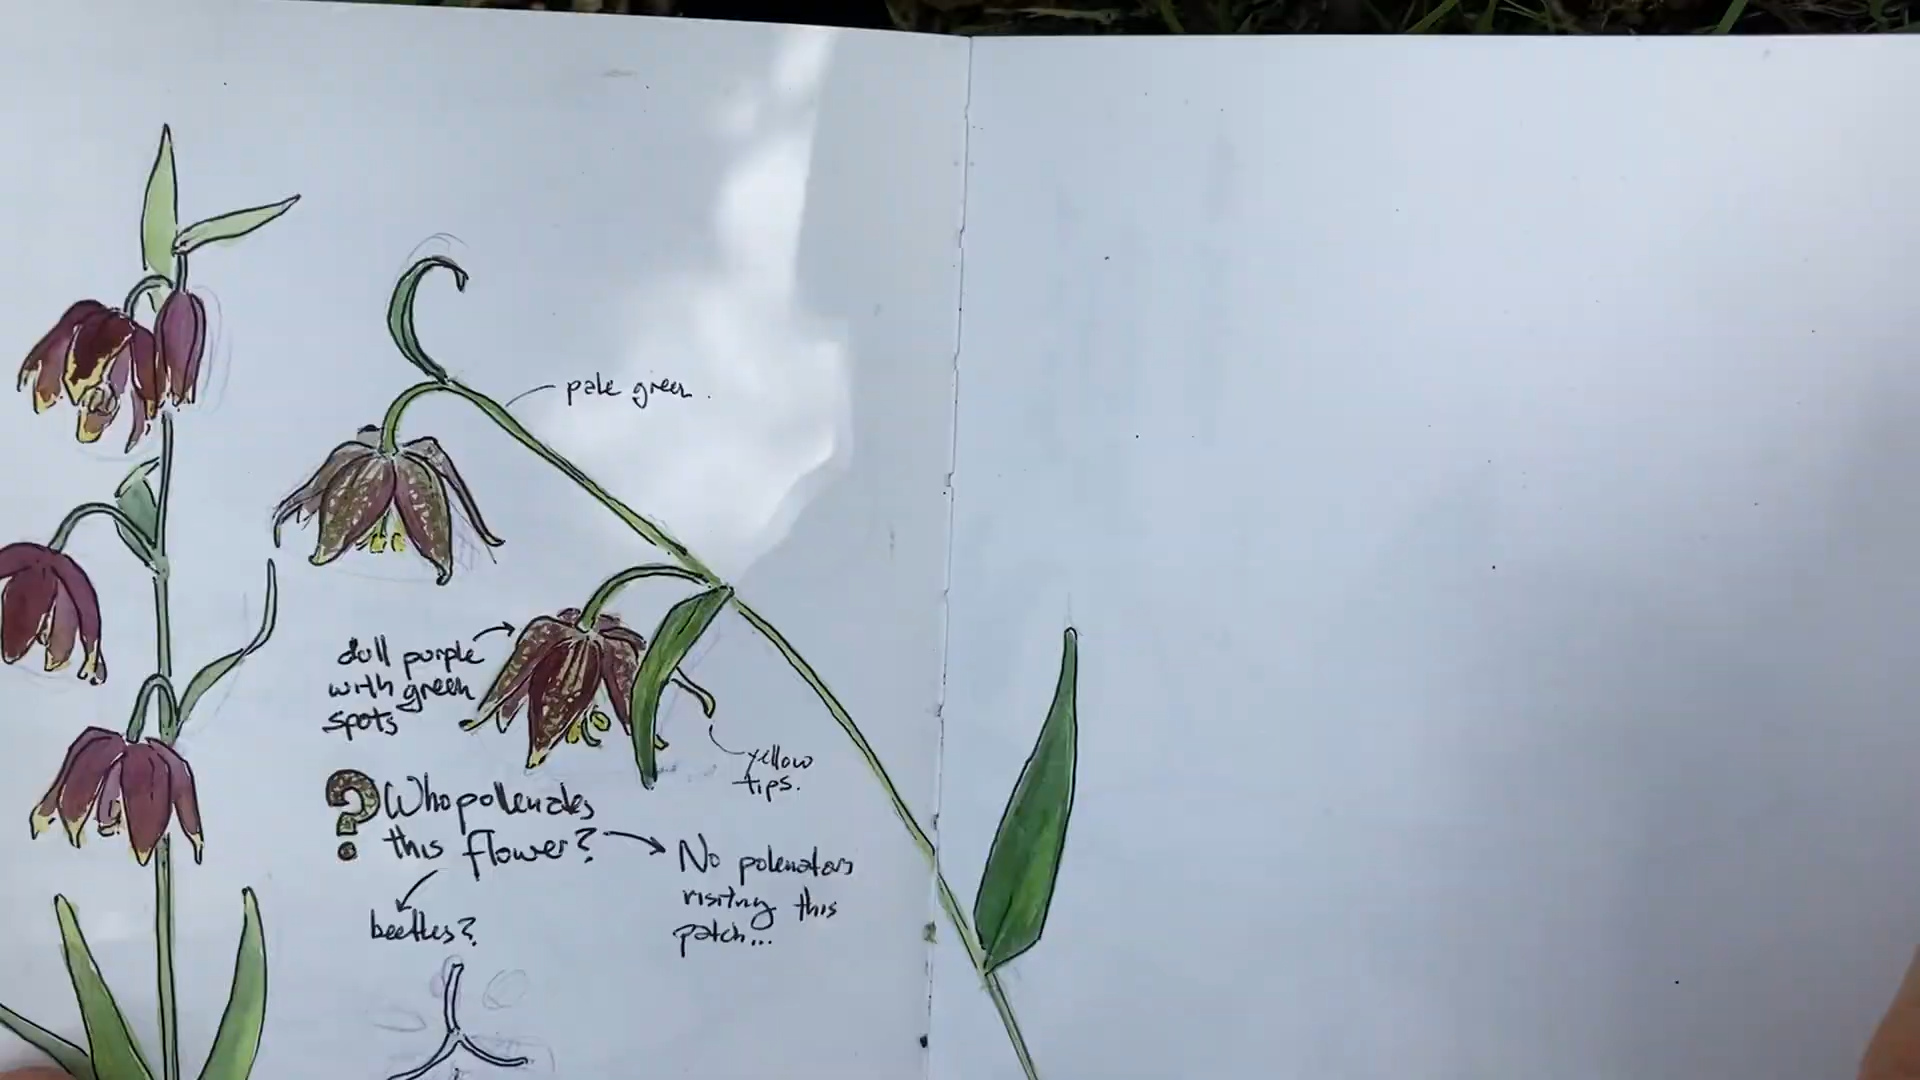 pale green.
dull purple
with green
spots
yellow
tips.
? Who pollenates
this flower?
No polenators
visiting this
patch...
beetles?